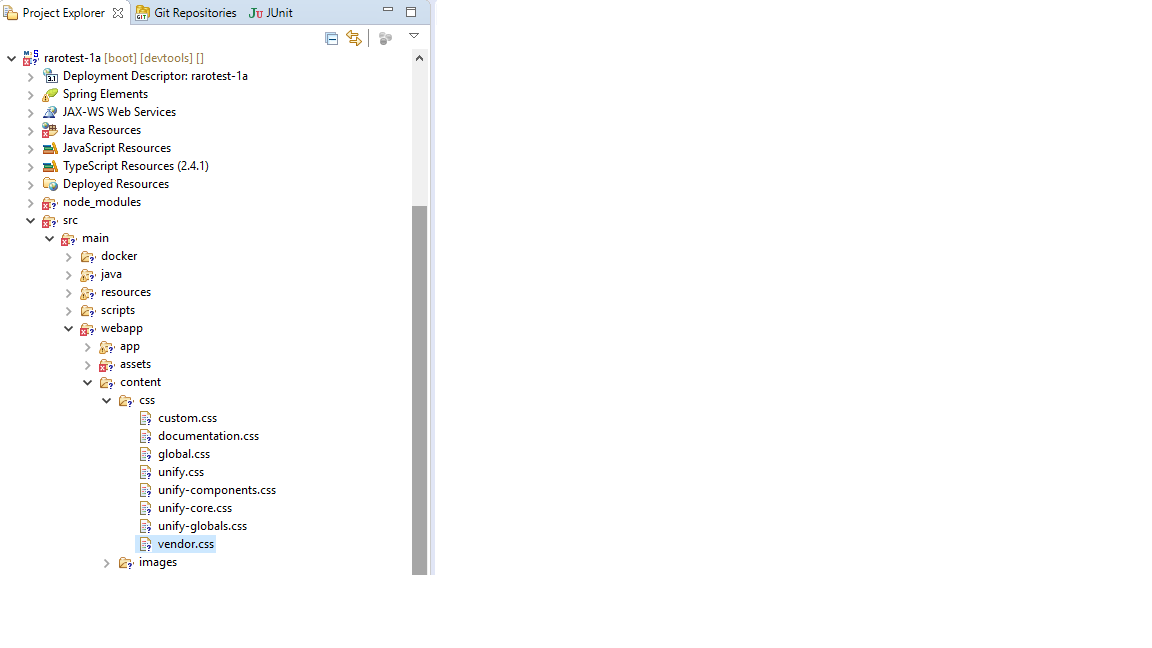 Project Explorer Git Repositories JUnit
rarotest-1a [boot] [devtools] []
Deployment Descriptor: rarotest-1a
Spring Elements
JAX-WS Web Services
Java Resources
JavaScript Resources
TypeScript Resources (2.4.1)
Deployed Resources
node_modules
src
main
docker
java
resources
scripts
webapp
app
assets
content
css
custom.css
documentation.css
global.css
unify.css
unify-components.css
unify-core.css
unify-globals.css
vendor.css
images